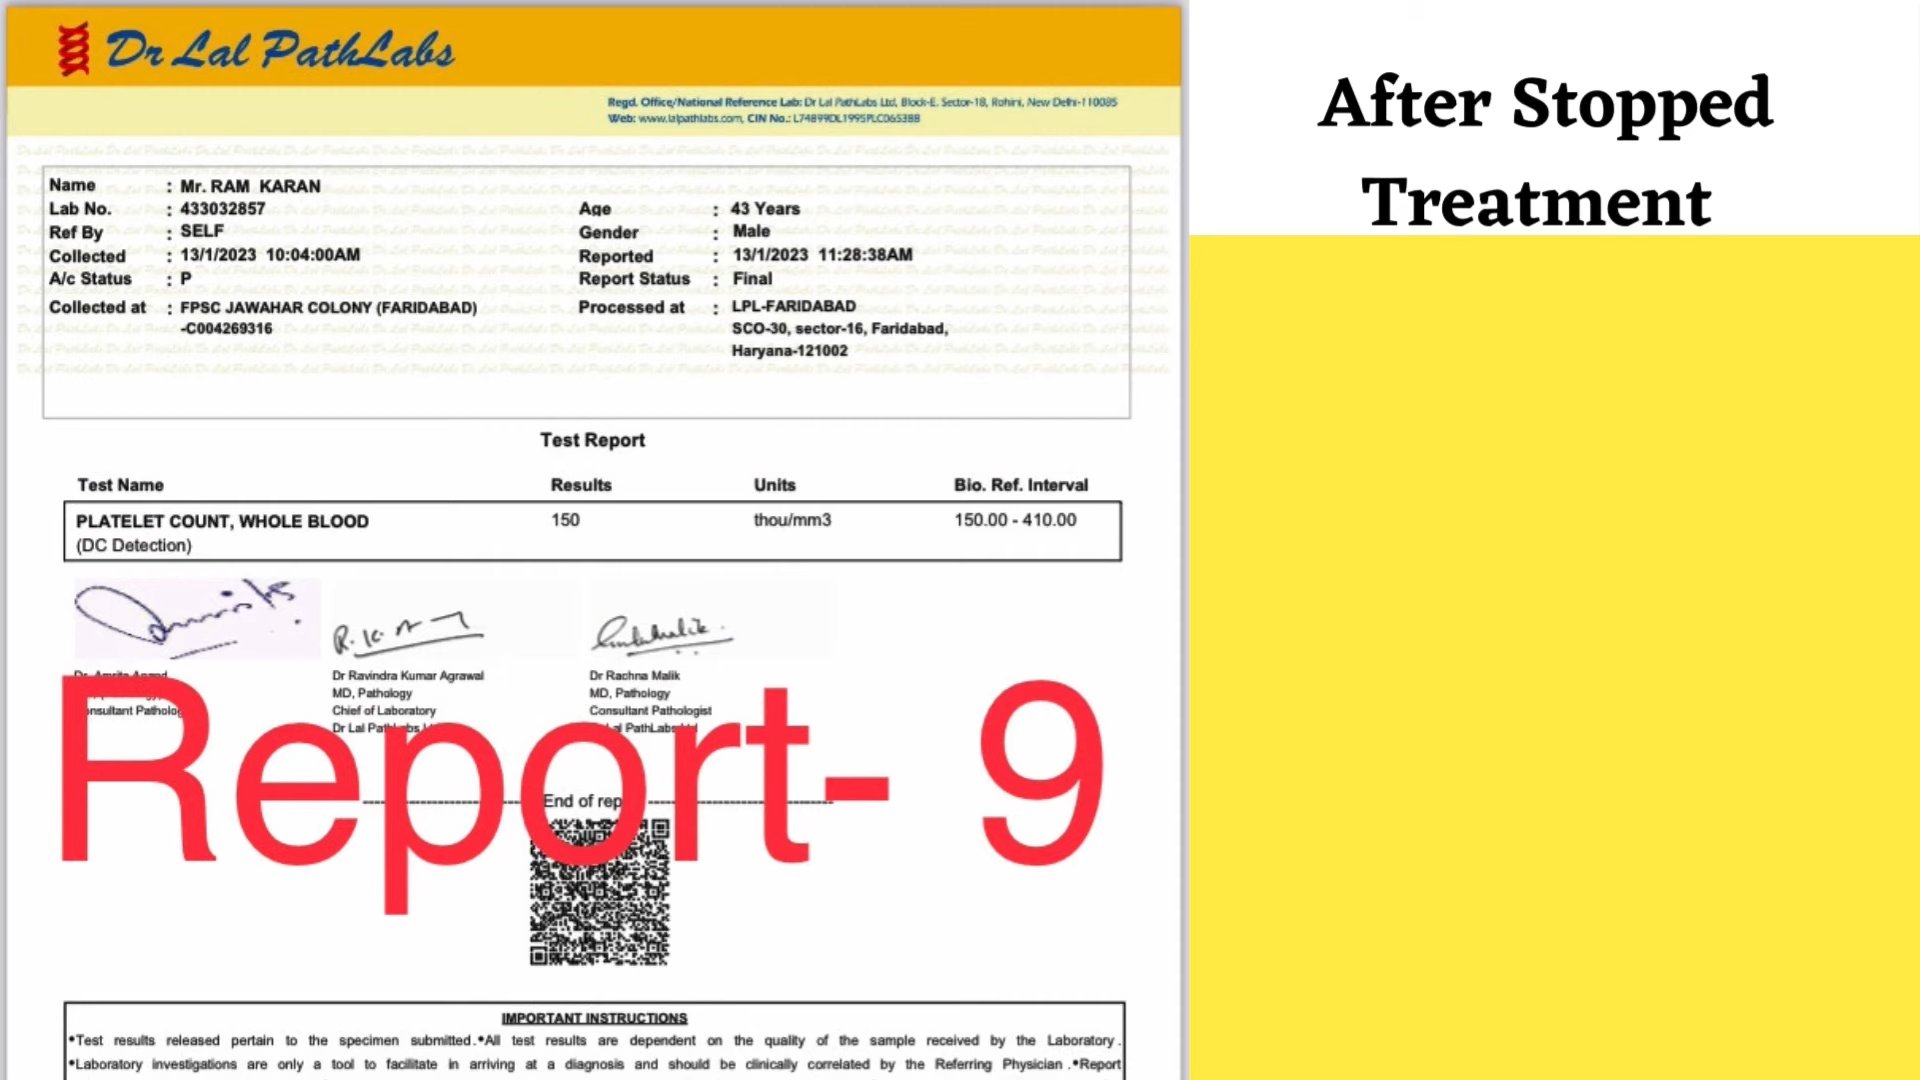 Dr Lal PathLabs
Regd. Office/National Reference Lab: Dr Lal PathLabs Ltd, Block-E, Sector-18, Rohini, New Delhi-110085
Web: www.lalpathlabs.com, CIN No.: L74899DL1995PLC065388
Name : Mr. RAM KARAN
Lab No. : 433032857 Age : 43 Years
Ref By : SELF Gender : Male
Collected : 13/1/2023 10:04:00AM Reported : 13/1/2023 11:28:38AM
A/c Status : P Report Status : Final
Collected at : FPSC JAWAHAR COLONY (FARIDABAD) Processed at : LPL-FARIDABAD
-C004269316 SCO-30, sector-16, Faridabad,
Haryana-121002
Test Report
Test Name Results Units Bio. Ref. Interval
PLATELET COUNT, WHOLE BLOOD 150 thou/mm3 150.00 - 410.00
(DC Detection)
Dr Ravindra Kumar Agrawal Dr Rachna Malik
MD, Pathology MD, Pathology
Chief of Laboratory Consultant Pathologist
Dr Lal PathLabs
Report- 9
End of
IMPORTANT INSTRUCTIONS
•Test results released pertain to the specimen submitted.•All test results are dependent on the quality of the sample received by the Laboratory.
•Laboratory investigations are only a tool to facilitate in arriving at a diagnosis and should be clinically correlated by the Referring Physician.•Report
After Stopped
Treatment